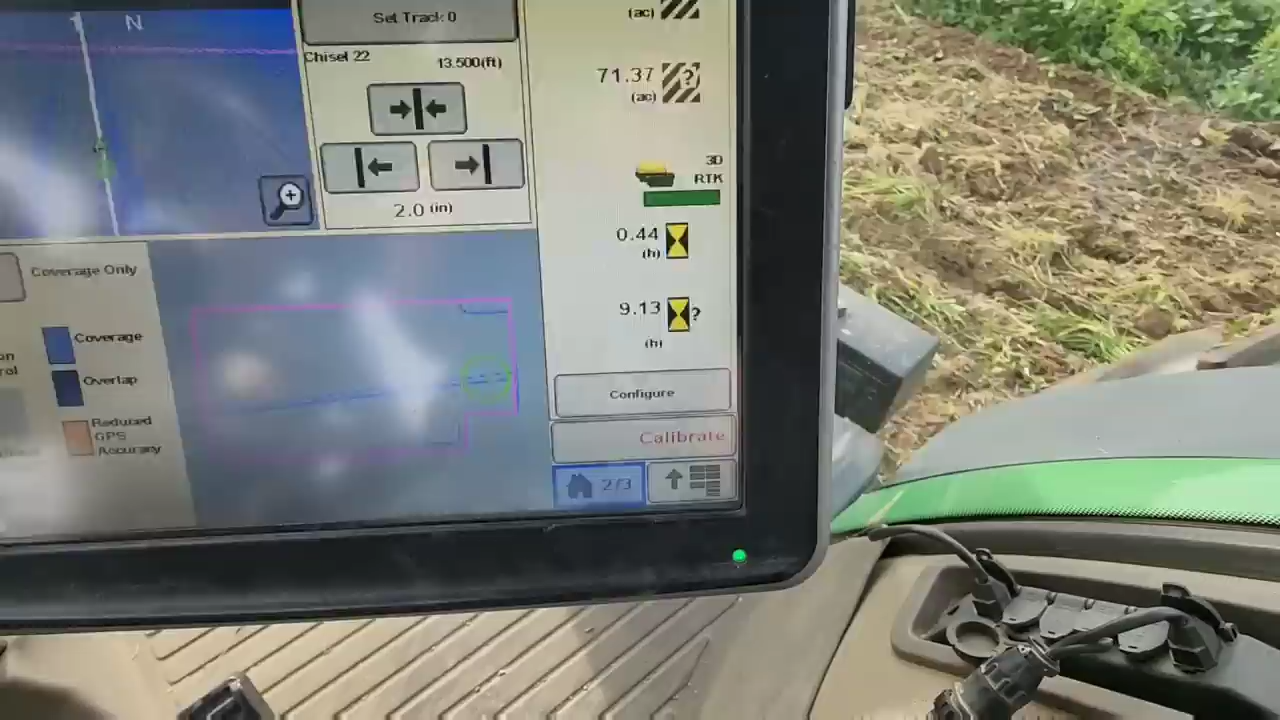 N
Set Track 0
Chisel 22
13.500(ft)
2.0 (in)
(ac)
71.37
(ac)
3D
RTK
0.44
(h)
9.13
?
(h)
Configure
Calibrate
2/3
Coverage Only
Coverage
Overlap
Reduced
GPS
Accuracy